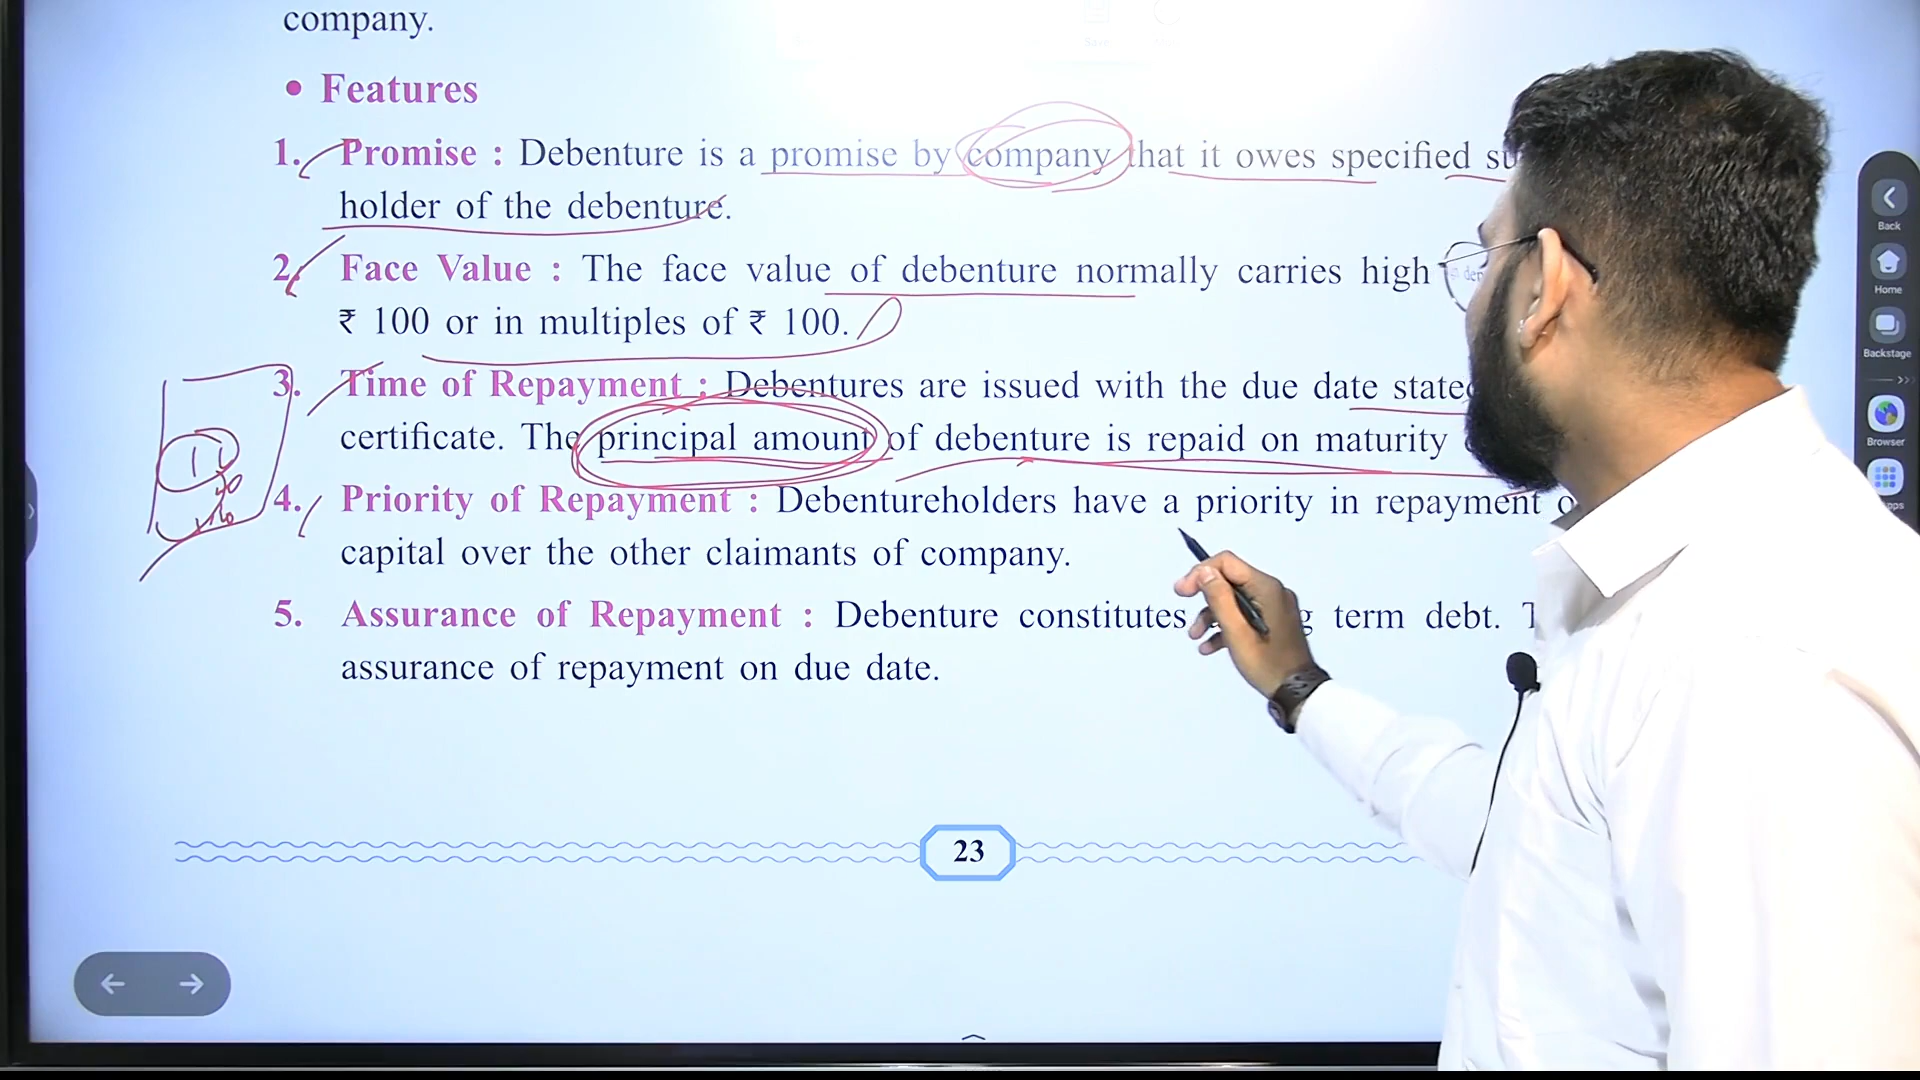 company.
• Features
1. Promise : Debenture is a promise by company that it owes specified
holder of the debenture.
2. Face Value : The face value of debenture normally carries high
₹ 100 or in multiples of ₹ 100.
3. Time of Repayment : Debentures are issued with the due date stated
certificate. The principal amount of debenture is repaid on maturity
4. Priority of Repayment : Debentureholders have a priority in repayment
capital over the other claimants of company.
5. Assurance of Repayment : Debenture constitutes term debt.
assurance of repayment on due date.
23
Back
Home
Backstage
Browser